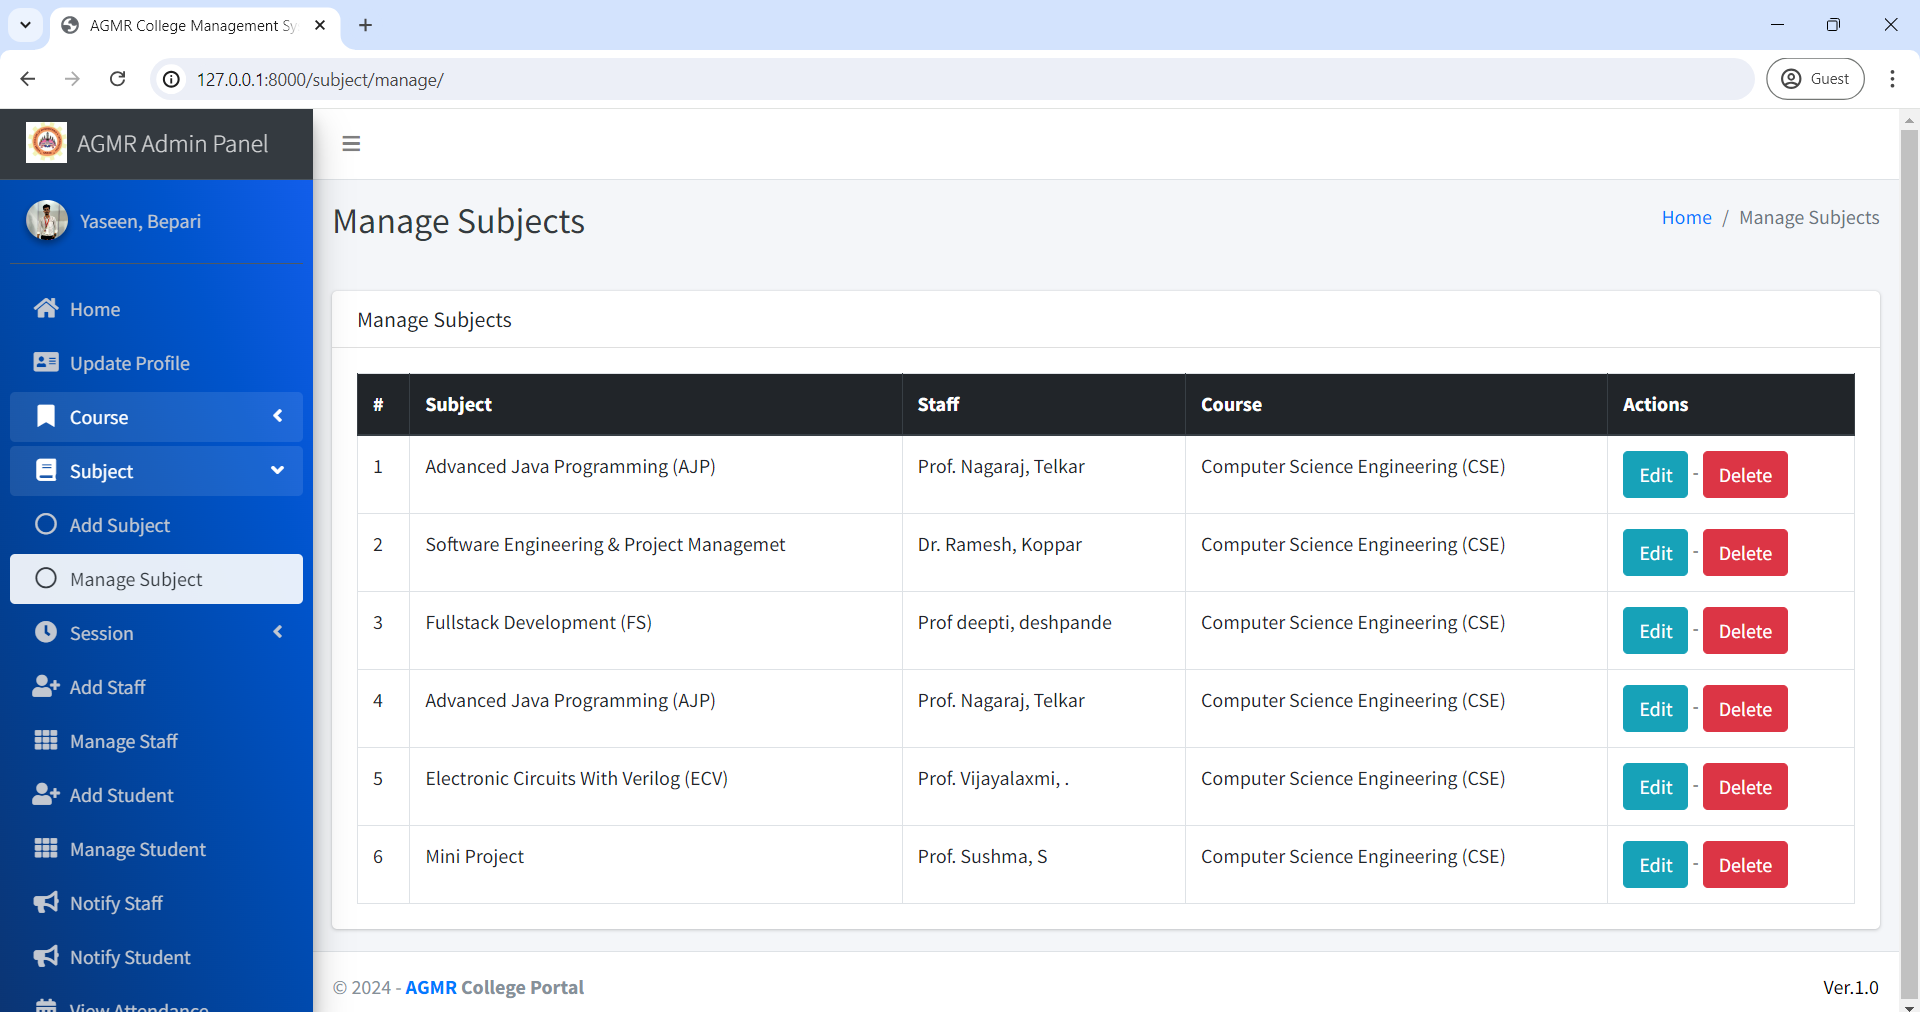 AGMR College Management Sy
127.0.0.1:8000/subject/manage/
Guest
AGMR Admin Panel
Yaseen, Bepari
Home
Update Profile
Course
Subject
Add Subject
Manage Subject
Session
Add Staff
Manage Staff
Add Student
Manage Student
Notify Staff
Notify Student
View Attendance
Manage Subjects
Home / Manage Subjects
Manage Subjects
# Subject Staff Course Actions
1 Advanced Java Programming (AJP) Prof. Nagaraj, Telkar Computer Science Engineering (CSE) Edit - Delete
2 Software Engineering & Project Managemet Dr. Ramesh, Koppar Computer Science Engineering (CSE) Edit - Delete
3 Fullstack Development (FS) Prof deepti, deshpande Computer Science Engineering (CSE) Edit - Delete
4 Advanced Java Programming (AJP) Prof. Nagaraj, Telkar Computer Science Engineering (CSE) Edit - Delete
5 Electronic Circuits With Verilog (ECV) Prof. Vijayalaxmi, . Computer Science Engineering (CSE) Edit - Delete
6 Mini Project Prof. Sushma, S Computer Science Engineering (CSE) Edit - Delete
© 2024 - AGMR College Portal
Ver.1.0